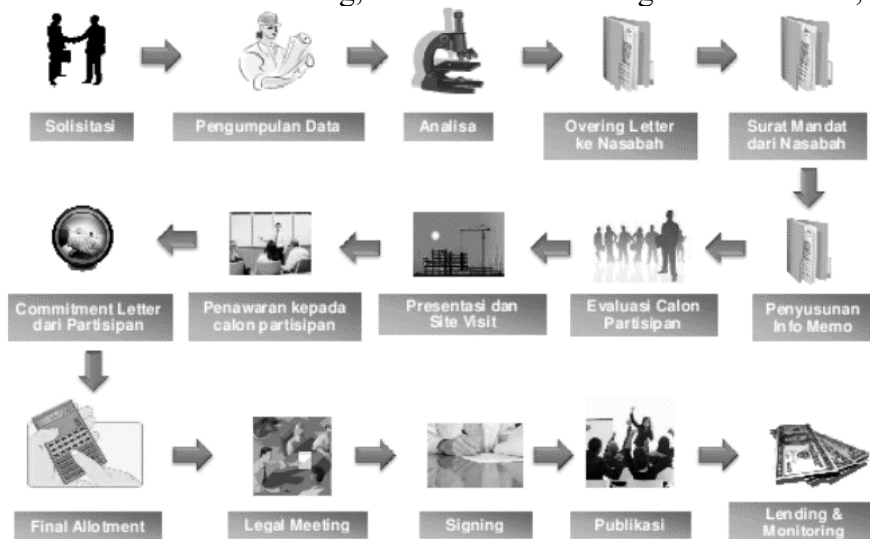 Solisitasi
Pengumpulan Data
Analisa
Overing Letter
ke Nasabah
Surat Mandat
dari Nasabah
Penyusunan
Info Memo
Evaluasi Calon
Partisipan
Presentasi dan
Site Visit
Penawaran kepada
calon partisipan
Commitment Letter
dari Partisipan
Final Allotment
Legal Meeting
Signing
Publikasi
Lending &
Monitoring